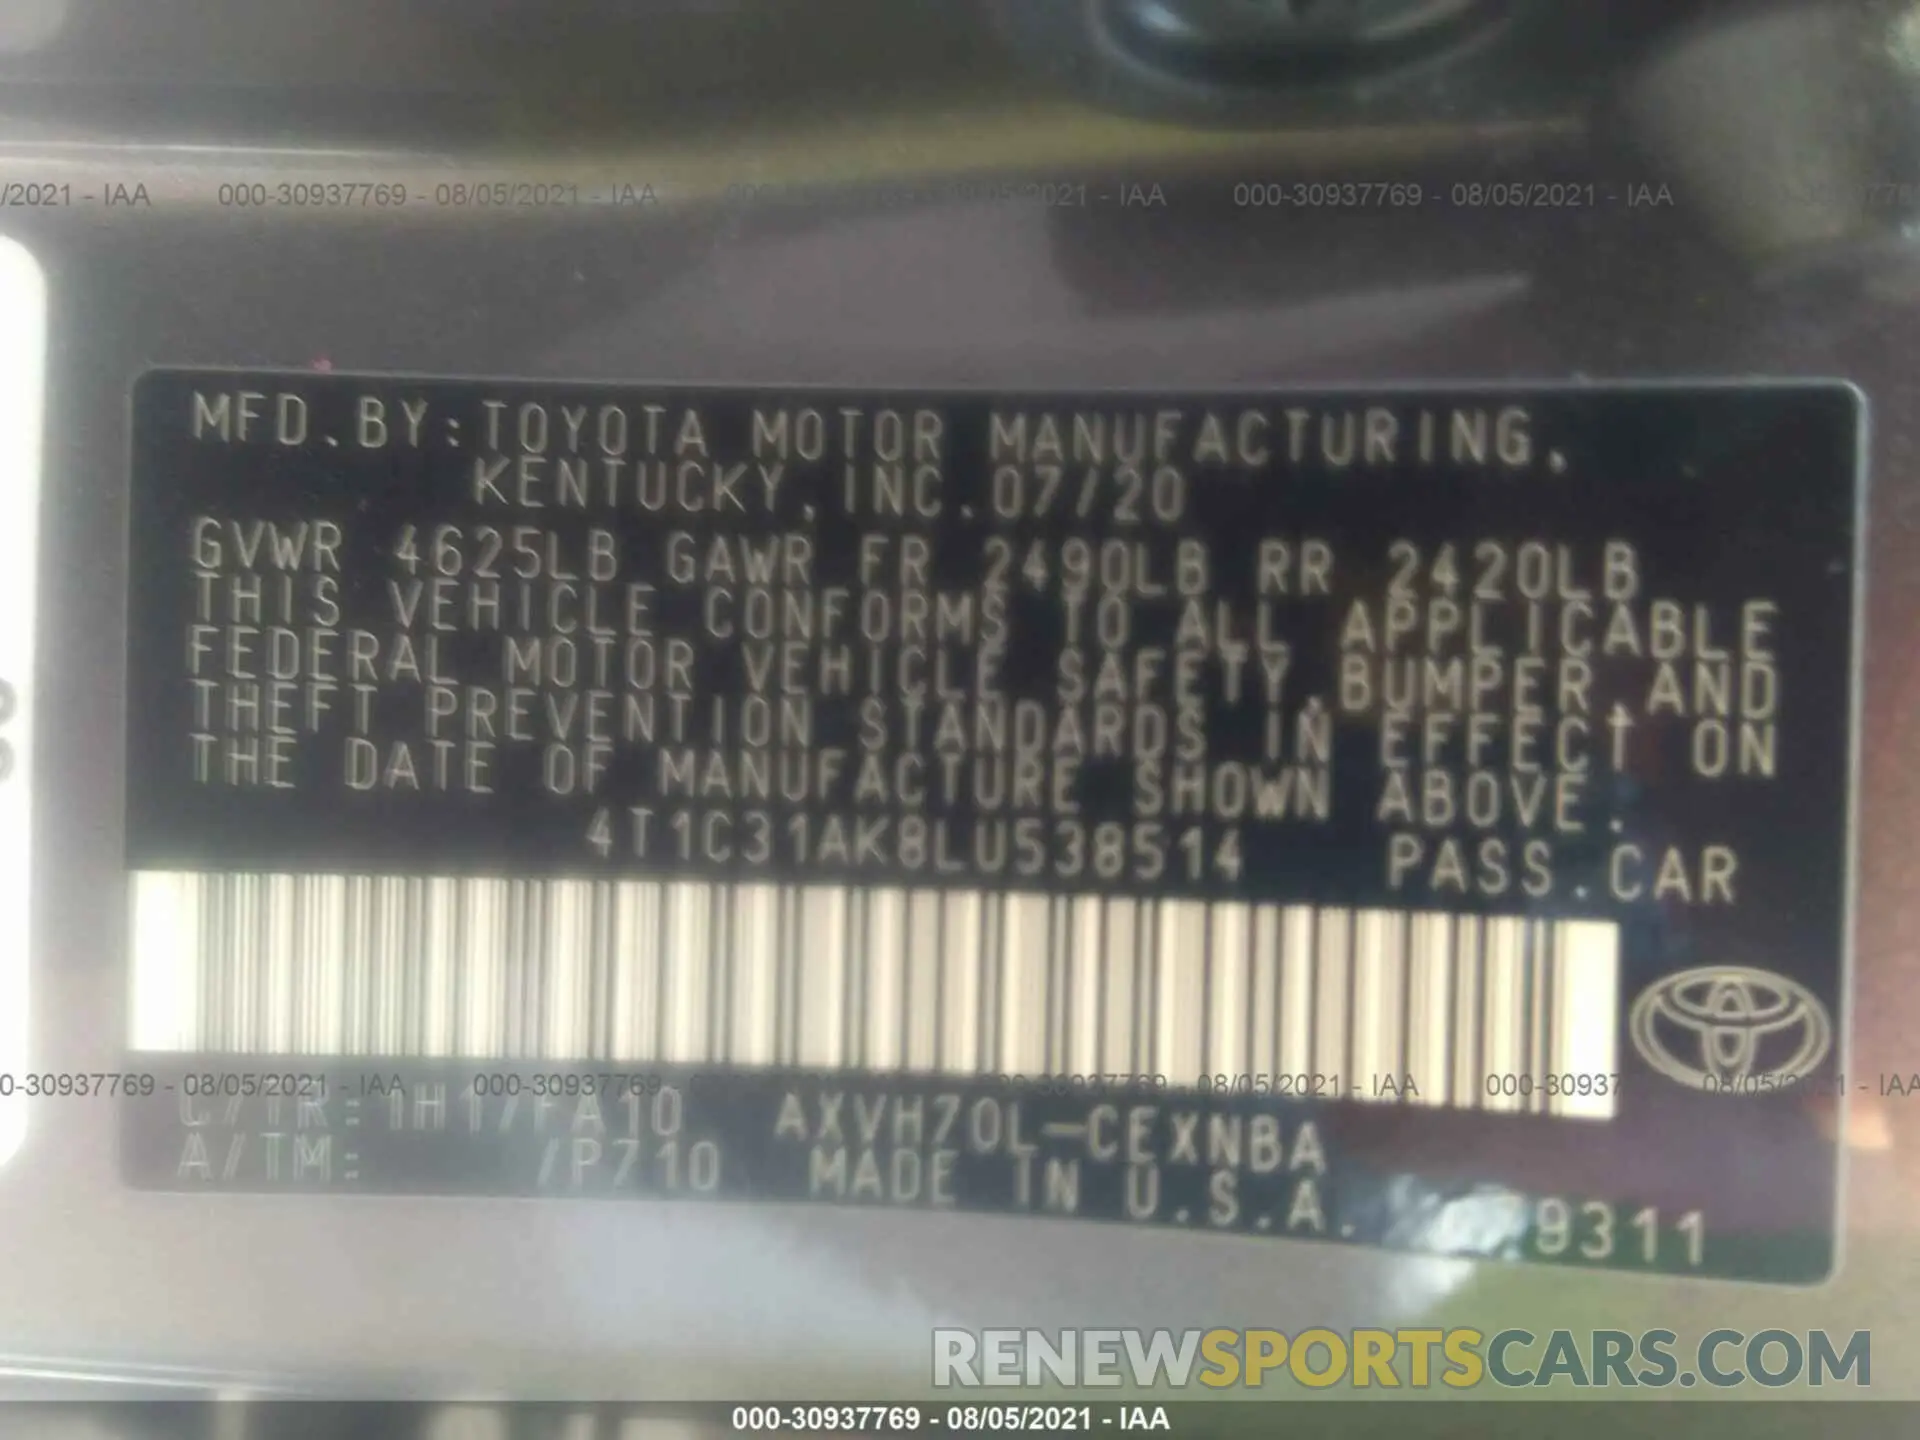 /2021 - IAA 000-30937769 - 08/05/2021 - IAA 000-30937769 - 08/05/2021 - IAA 000-30937769 - 08/05/2021 - IAA
MFD.BY:TOYOTA MOTOR MANUFACTURING,
KENTUCKY,INC.07/20
GVWR 4625LB GAWR FR 2490LB RR 2420LB
THIS VEHICLE CONFORMS TO ALL APPLICABLE
FEDERAL MOTOR VEHICLE SAFETY,BUMPER,AND
THEFT PREVENTION STANDARDS IN EFFECT ON
THE DATE OF MANUFACTURE SHOWN ABOVE.
4T1C31AK8LU538514 PASS.CAR
0-30937769 - 08/05/2021 - IAA 000-30937769 - 08/05/2021 - IAA 000-30937769 - 08/05/2021 - IAA
C/TR:1H17FA10 AXVH70L-CEXNBA
A/TM: /P710 MADE IN U.S.A.
9311
RENEWSPORTSCARS.COM
000-30937769 - 08/05/2021 - IAA